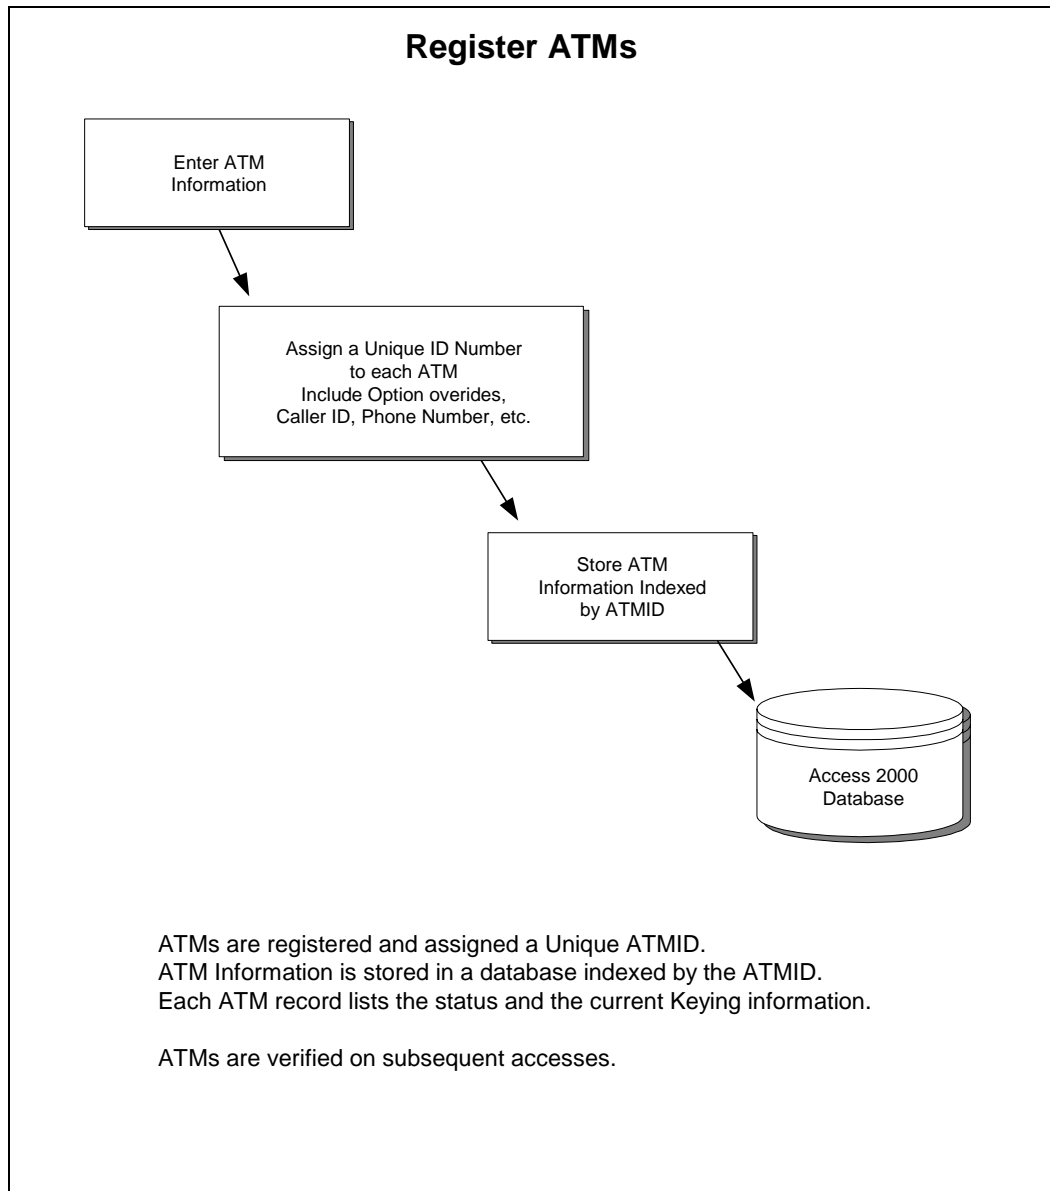 Register ATMs
Enter ATM
Information
Assign a Unique ID Number
to each ATM
Include Option overides,
Caller ID, Phone Number, etc.
Store ATM
Information Indexed
by ATMID
Access 2000
Database
ATMs are registered and assigned a Unique ATMID.
ATM Information is stored in a database indexed by the ATMID.
Each ATM record lists the status and the current Keying information.
ATMs are verified on subsequent accesses.